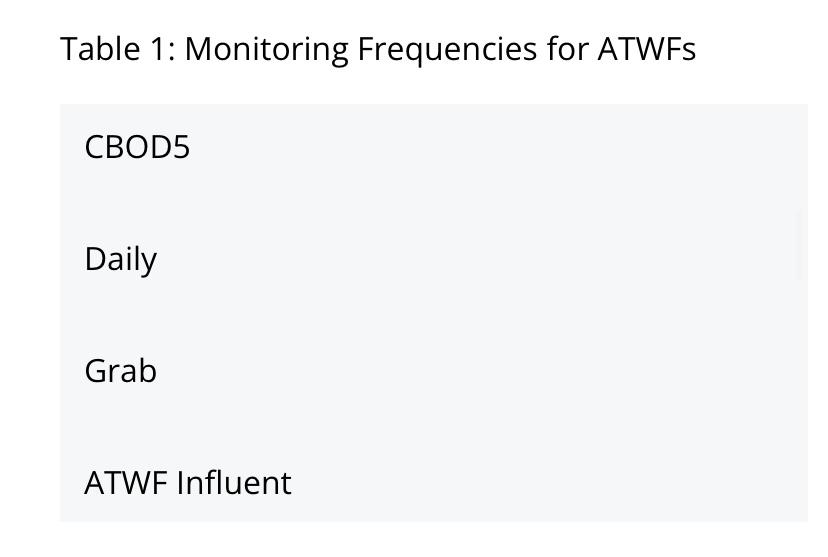 Table 1: Monitoring Frequencies for ATWFs
CBOD5
Daily
Grab
ATWF Influent